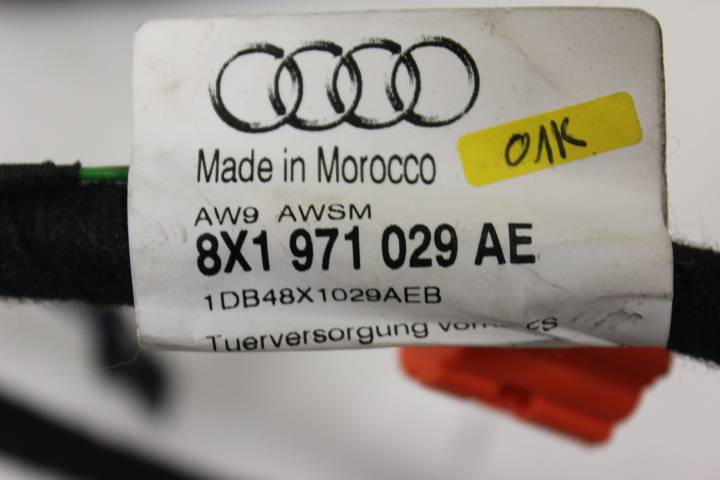 01K
Made in Morocco
AW9 AWSM
8X1 971 029 AE
1DB48X1029AEB
Tuerversorgung